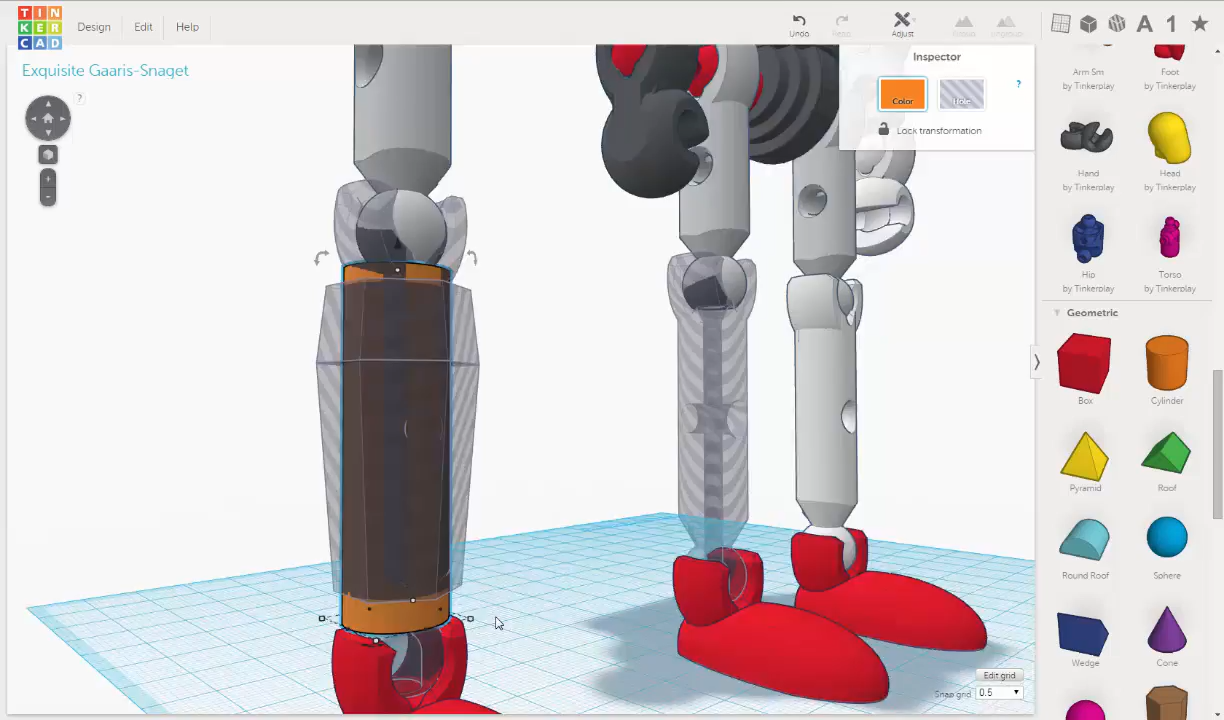 TIN
KER
CAD
Design
Edit
Help
Undo
Redo
Adjust
Group
Ungroup
Exquisite Gaaris-Snaget
?
Inspector
Color
Hole
?
Lock transformation
Arm Sm
by Tinkerplay
Foot
by Tinkerplay
Hand
by Tinkerplay
Head
by Tinkerplay
Hip
by Tinkerplay
Torso
by Tinkerplay
Geometric
Box
Cylinder
Pyramid
Roof
Round Roof
Sphere
Wedge
Cone
Edit grid
Snap grid
0.5